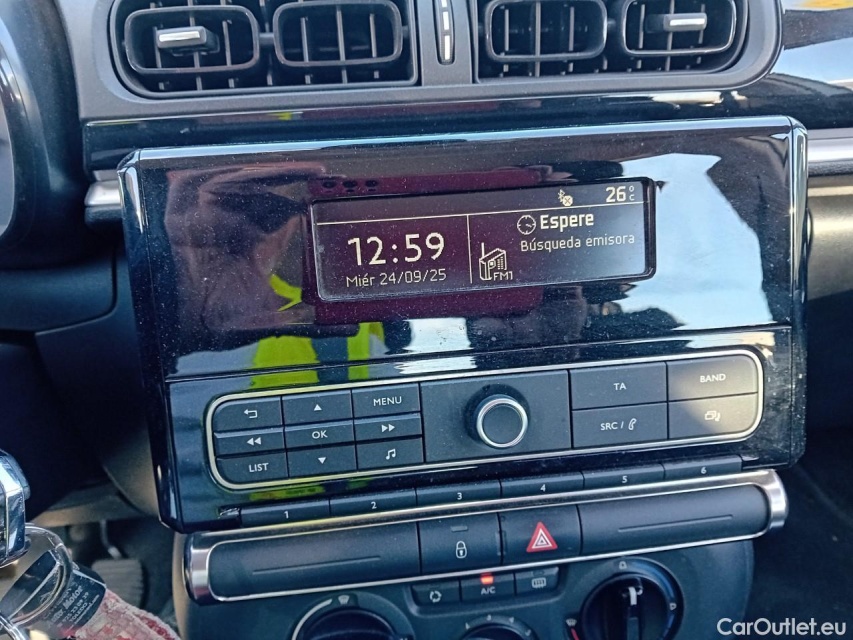 26°C
12:59
Miér 24/09/25
FM1
Espere
Búsqueda emisora
MENU
OK
LIST
TA
BAND
SRC /
1 2 3 4 5 6
A/C
CarOutlet.eu